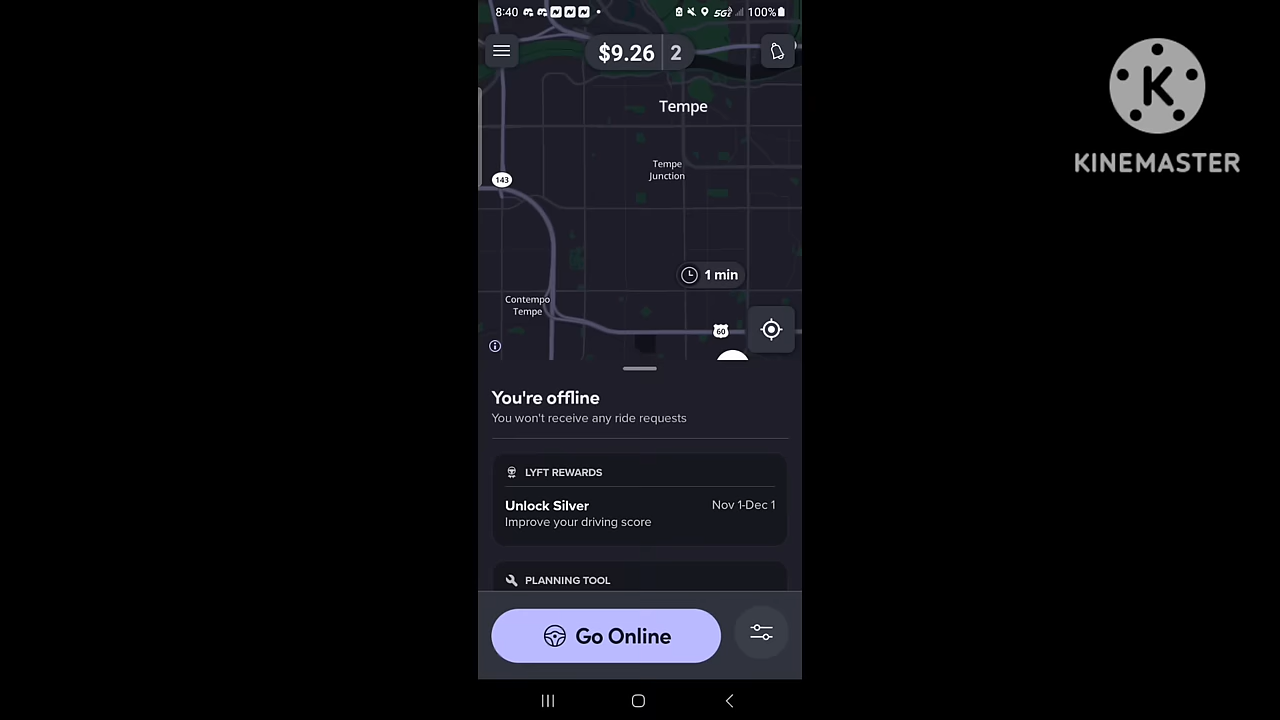 8:40
5G 100%
$9.26 2
Tempe
Tempe
Junction
143
1 min
Contempo
Tempe
60
You're offline
You won't receive any ride requests
LYFT REWARDS
Unlock Silver Nov 1-Dec 1
Improve your driving score
PLANNING TOOL
Go Online
K
KINEMASTER